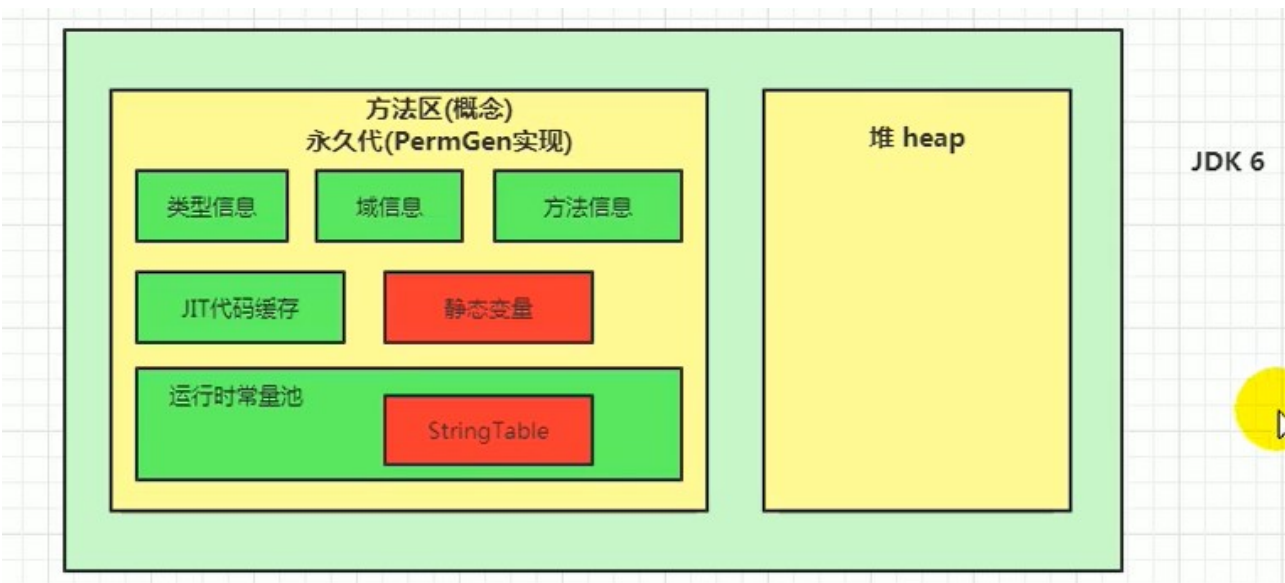 方法区(概念)
永久代(PermGen实现)
类型信息
域信息
方法信息
JIT代码缓存
静态变量
运行时常量池
StringTable
堆 heap
JDK 6